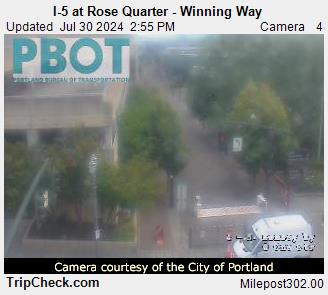 I-5 at Rose Quarter - Winning Way
Updated Jul 30 2024 2:55 PM Camera 4
PBOT
PORTLAND BUREAU OF TRANSPORTATION
Camera courtesy of the City of Portland
TripCheck.com Milepost302.00